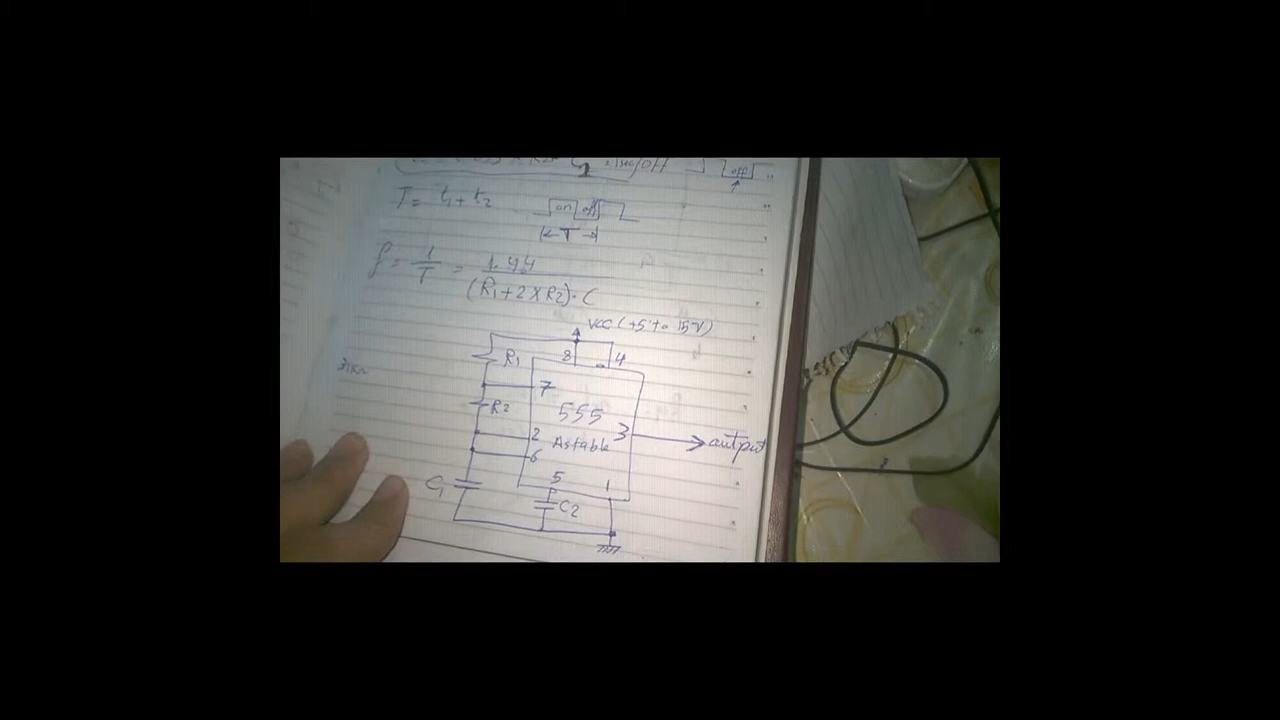 off
T = t1 + t2
on off
T
f = 1/T = 1.44/(R1+2×R2)·C
VCC (+5 to 15V)
R1 8 4
7
R2 555
2 Astable 3 output
6
C1 5 1
C2